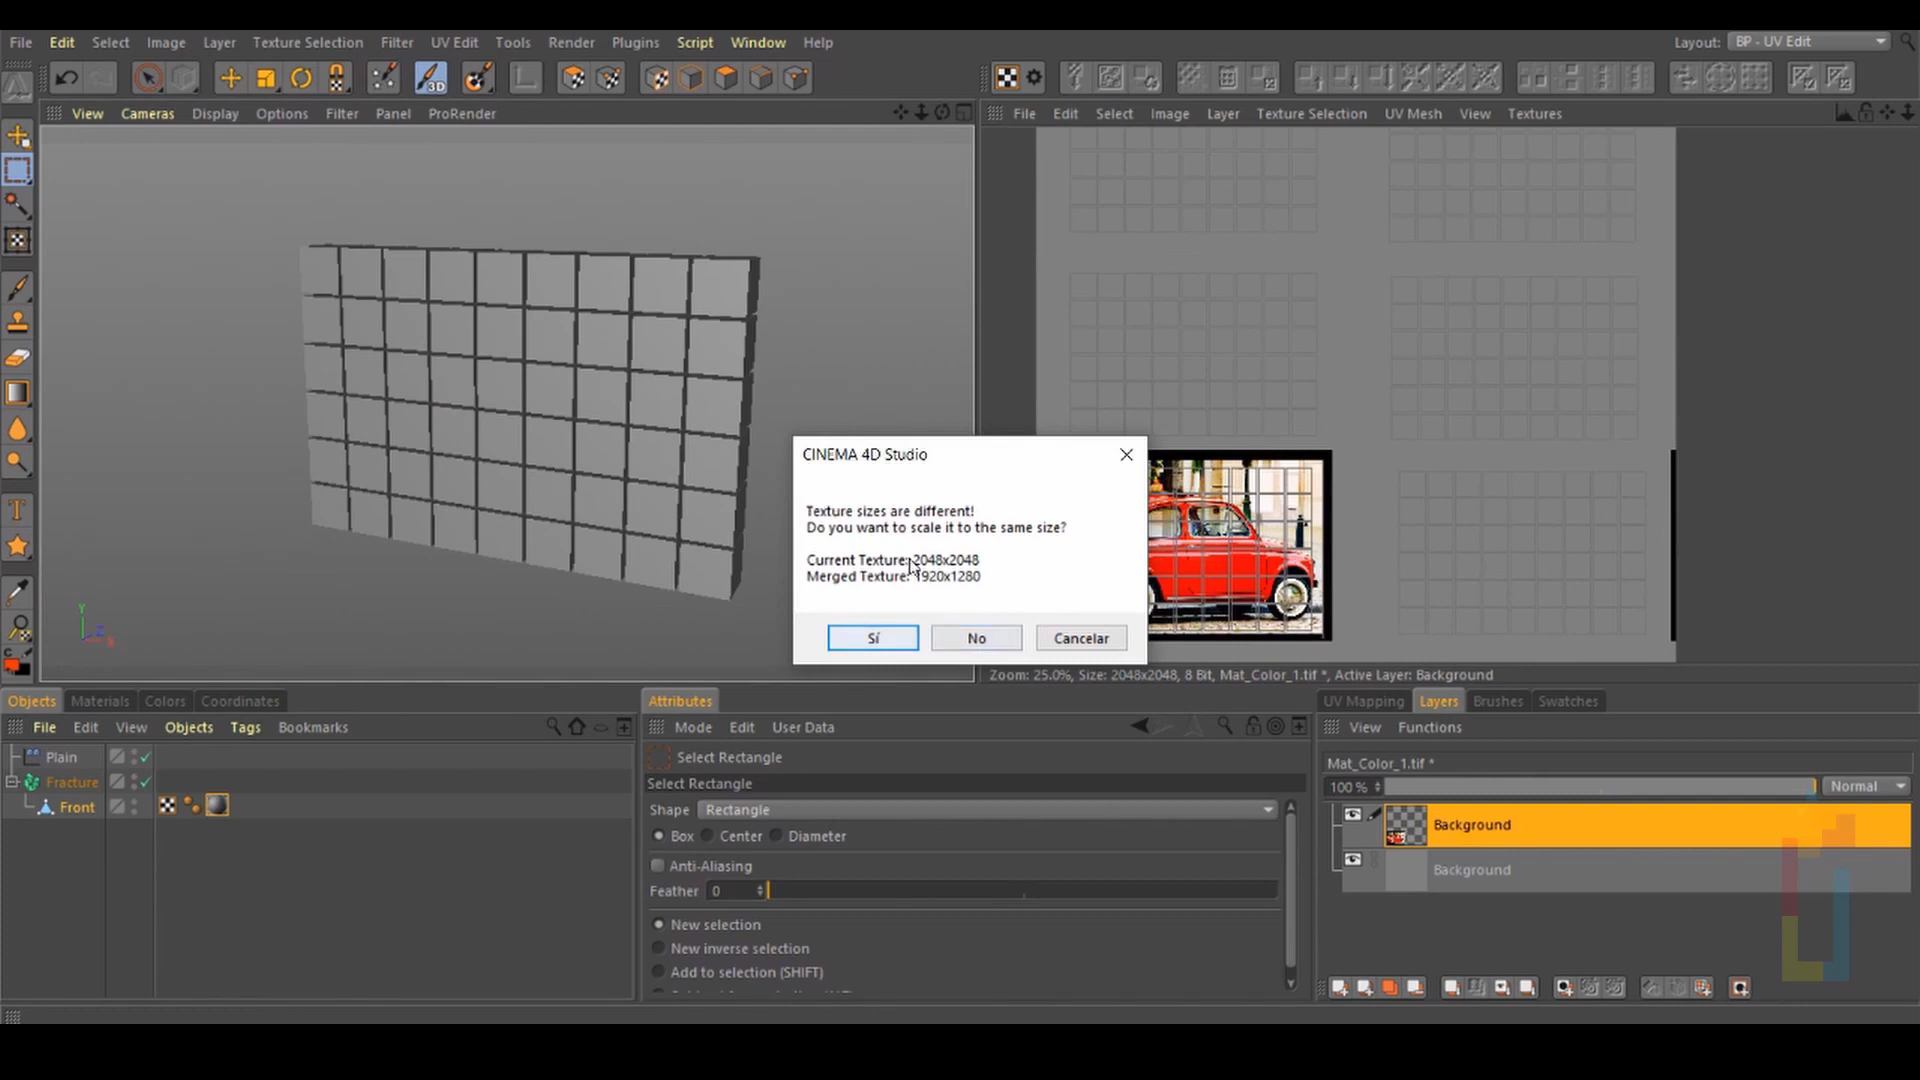 File Edit Select Image Layer Texture Selection Filter UV Edit Tools Render Plugins Script Window Help Layout: BP - UV Edit
3D
View Cameras Display Options Filter Panel ProRender
File Edit Select Image Layer Texture Selection UV Mesh View Textures
CINEMA 4D Studio
Texture sizes are different!
Do you want to scale it to the same size?
Current Texture: 2048x2048
Merged Texture: 1920x1280
Sí No Cancelar
Y
Z
X
Zoom: 25.0%, Size: 2048x2048, 8 Bit, Mat_Color_1.tif *, Active Layer: Background
Objects Materials Colors Coordinates
File Edit View Objects Tags Bookmarks
Plain
Fracture
Front
Attributes
Mode Edit User Data
Select Rectangle
Select Rectangle
Shape Rectangle
Box Center Diameter
Anti-Aliasing
Feather 0
New selection
New inverse selection
Add to selection (SHIFT)
UV Mapping Layers Brushes Swatches
View Functions
Mat_Color_1.tif *
100 % Normal
Background
Background